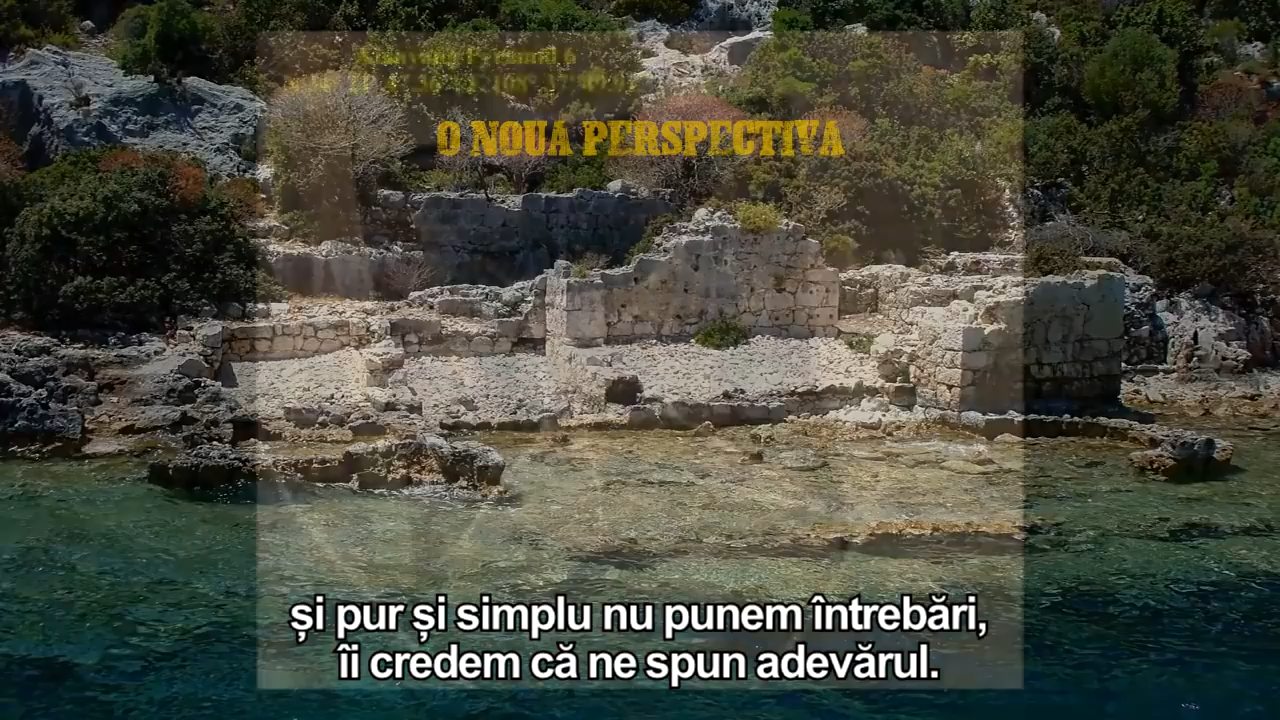 O NOUA PERSPECTIVA
și pur și simplu nu punem întrebări,
îi credem că ne spun adevărul.